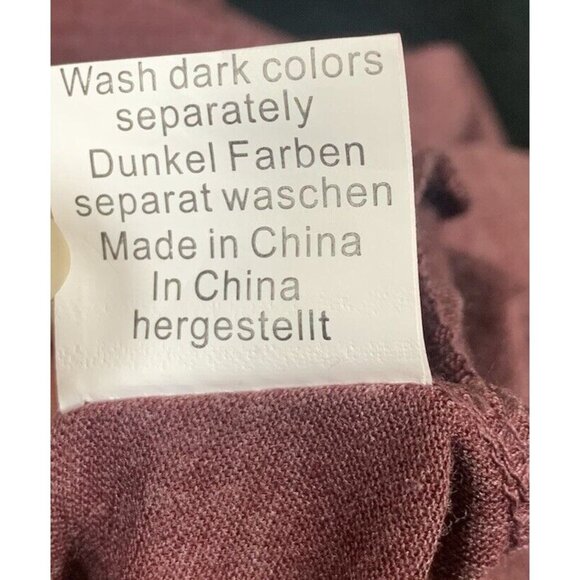 Wash dark colors
separately
Dunkel Farben
separat waschen
Made in China
In China
hergestellt